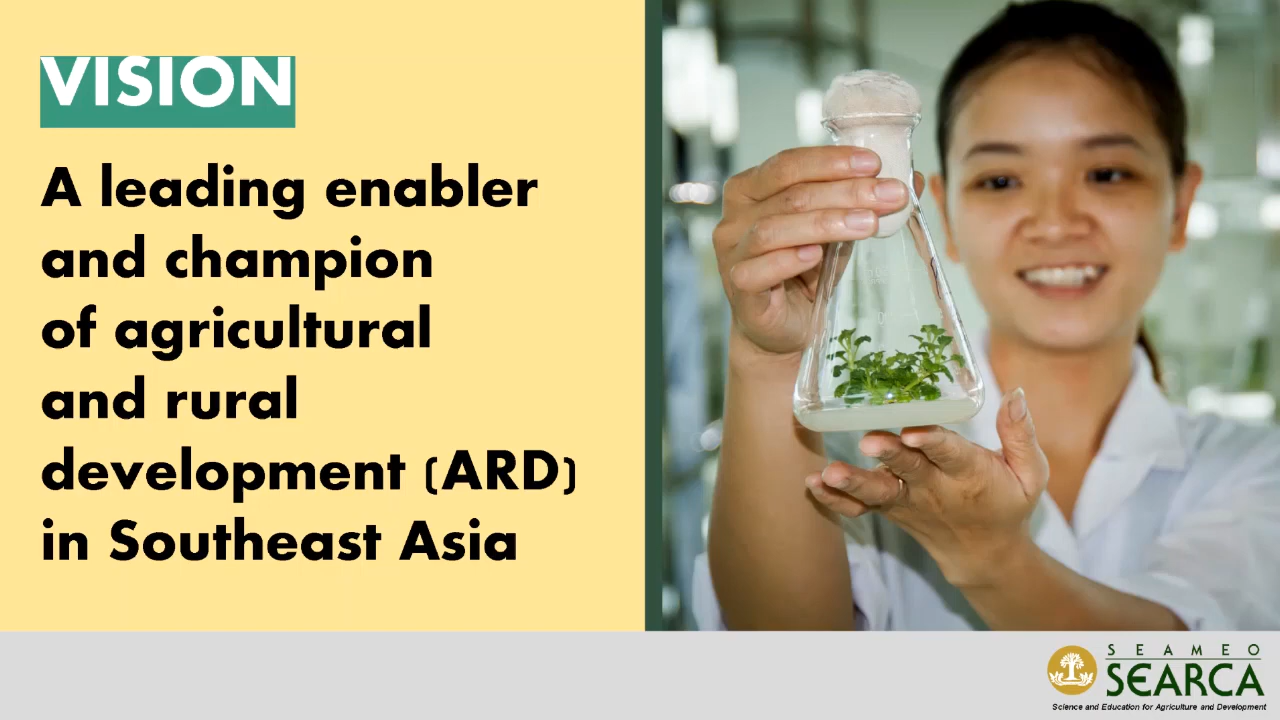 VISION
A leading enabler
and champion
of agricultural
and rural
development (ARD)
in Southeast Asia
SEAMEO
SEARCA
Science and Education for Agriculture and Development